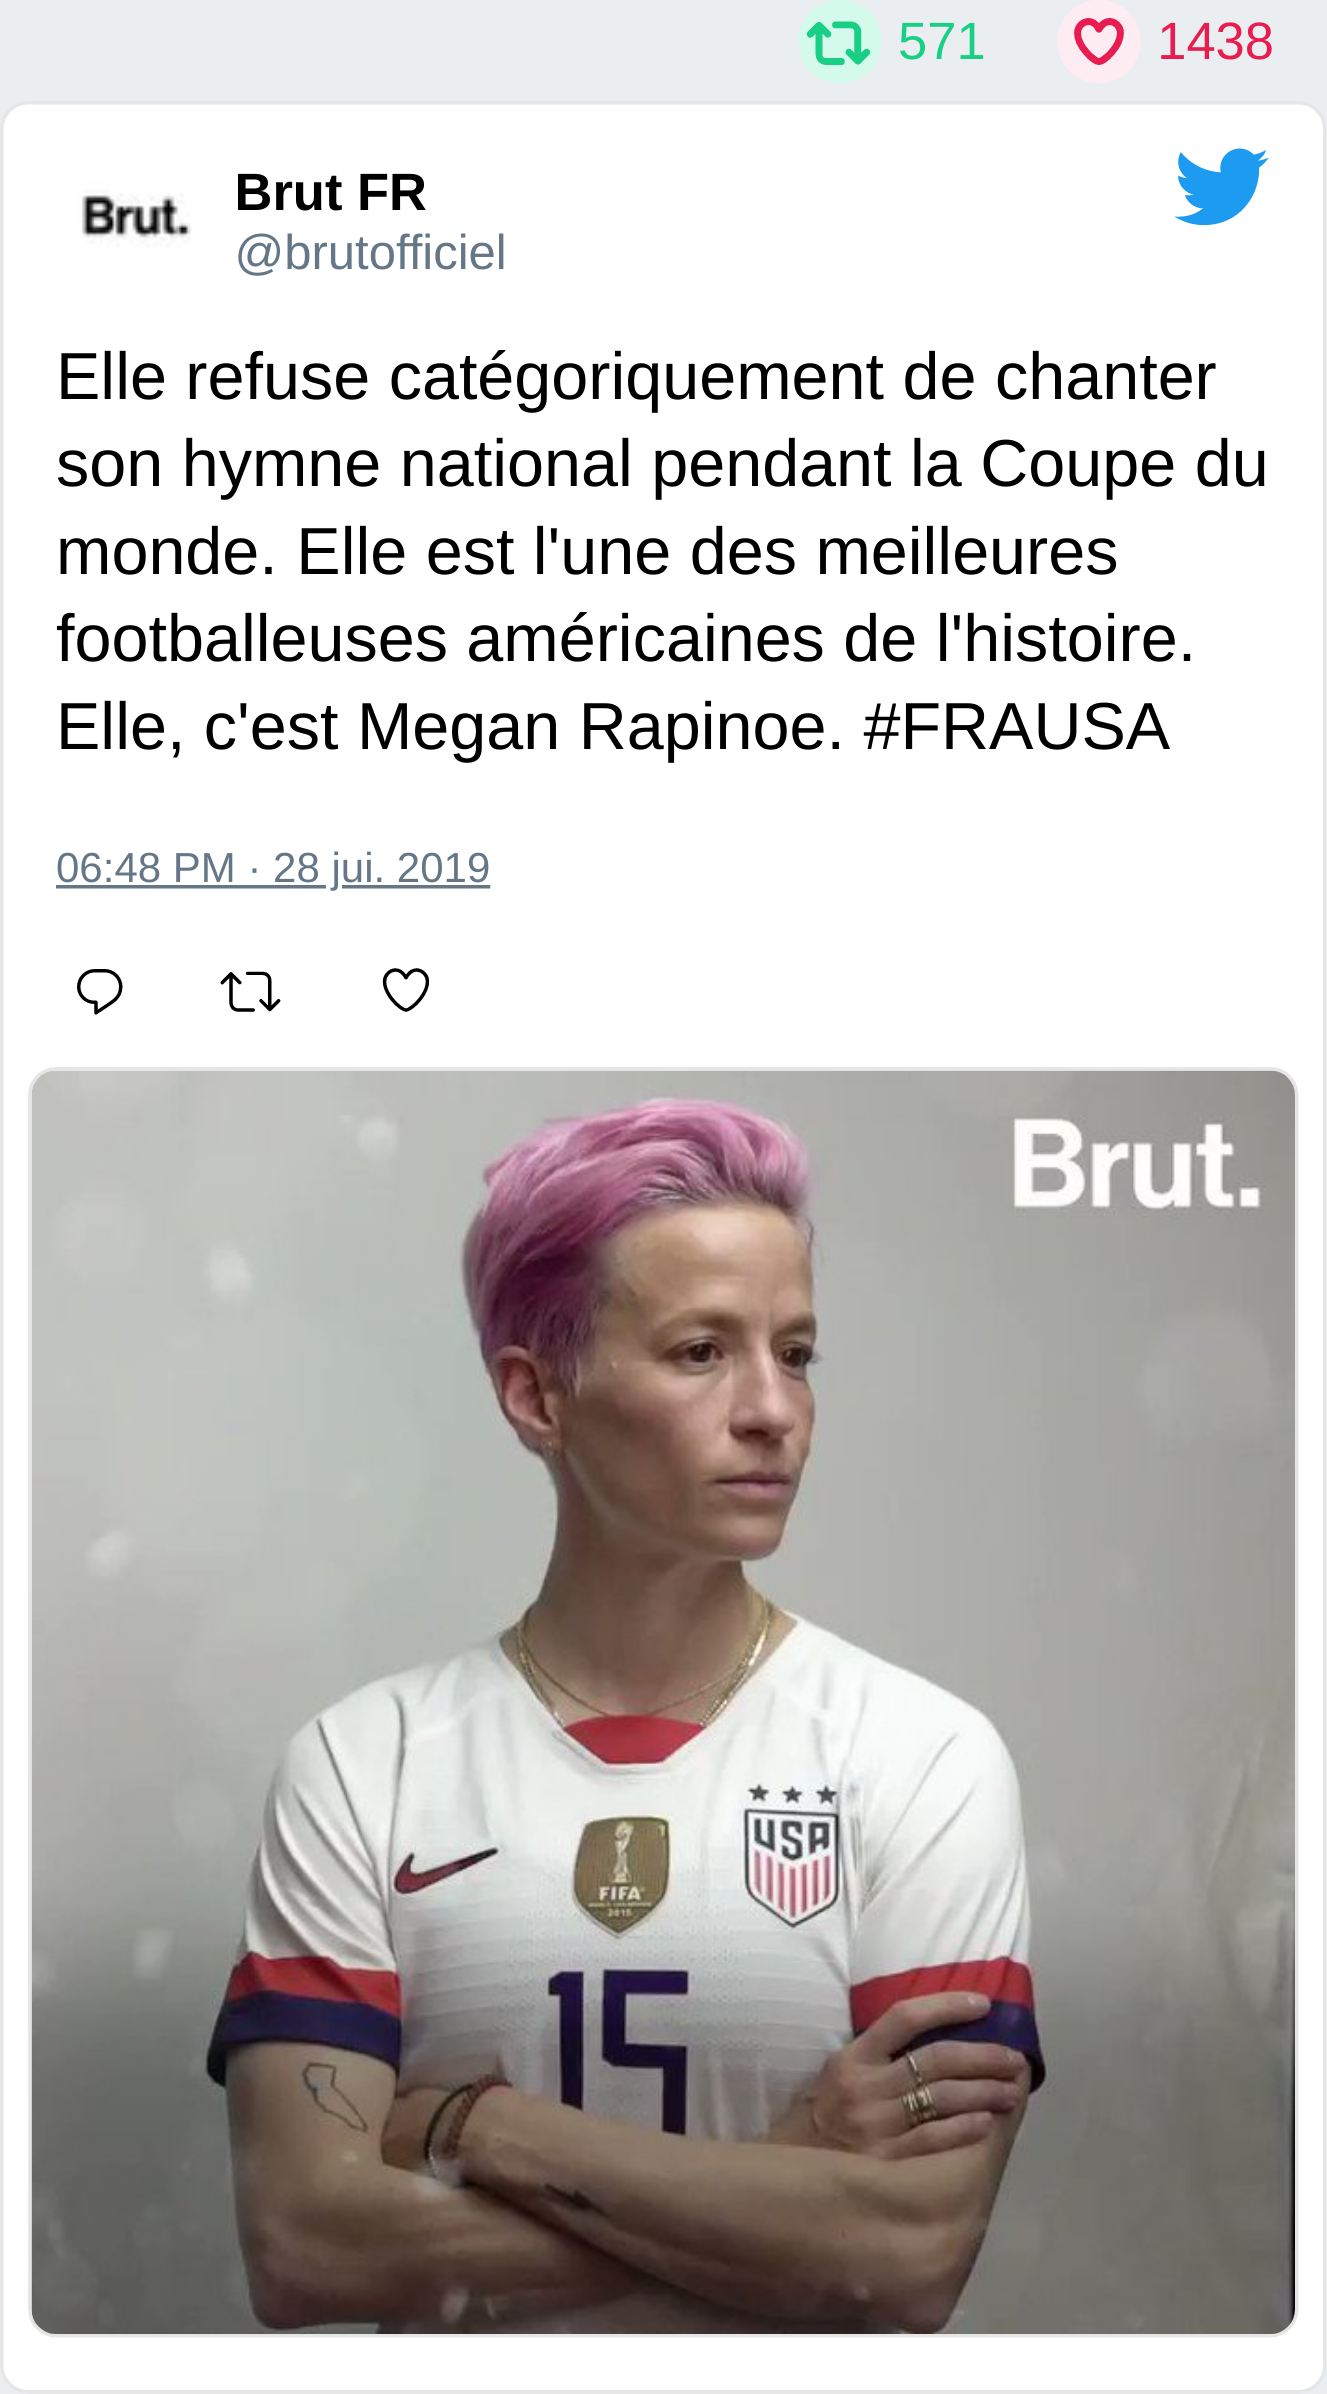 571 1438
Brut.
Brut FR
@brutofficiel
Elle refuse catégoriquement de chanter
son hymne national pendant la Coupe du
monde. Elle est l'une des meilleures
footballeuses américaines de l'histoire.
Elle, c'est Megan Rapinoe. #FRAUSA
06:48 PM · 28 jui. 2019
Brut.
USA
FIFA
2015
15